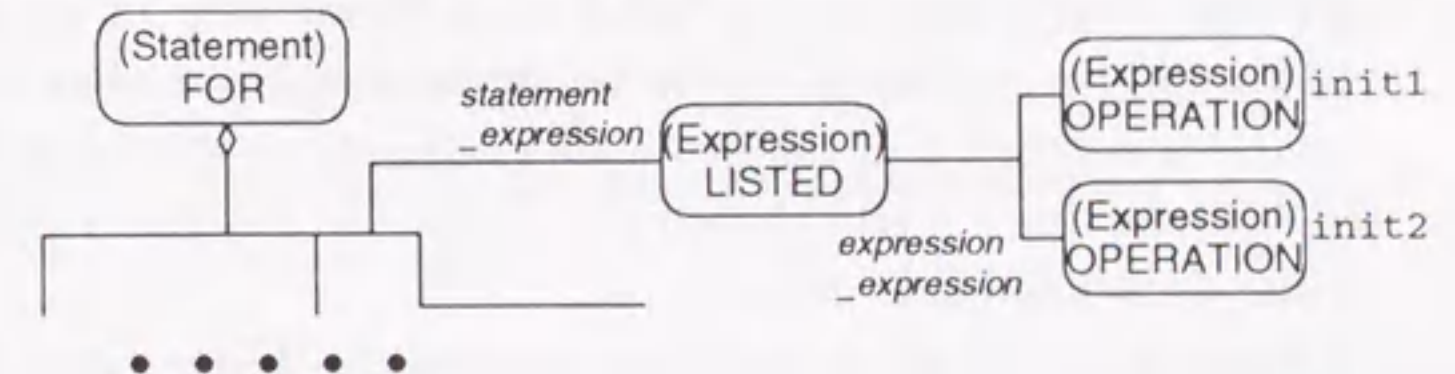 (Statement)
FOR
statement
_expression
(Expression)
LISTED
(Expression)
OPERATION
init1
(Expression)
OPERATION
init2
expression
_expression